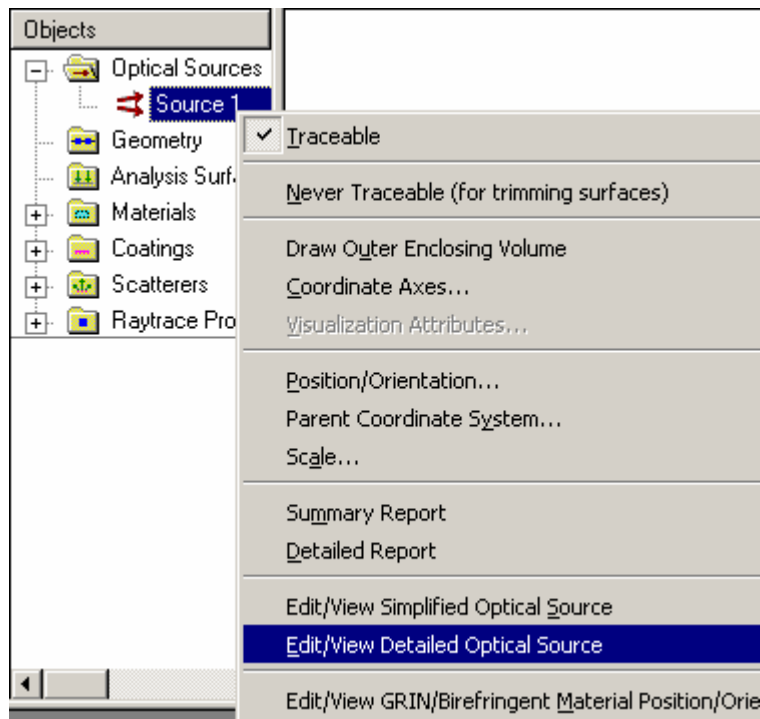 Objects
Optical Sources
Source 1
Geometry
Analysis Surf
Materials
Coatings
Scatterers
Raytrace Pro
Traceable
Never Traceable (for trimming surfaces)
Draw Outer Enclosing Volume
Coordinate Axes...
Visualization Attributes...
Position/Orientation...
Parent Coordinate System...
Scale...
Summary Report
Detailed Report
Edit/View Simplified Optical Source
Edit/View Detailed Optical Source
Edit/View GRIN/Birefringent Material Position/Orie